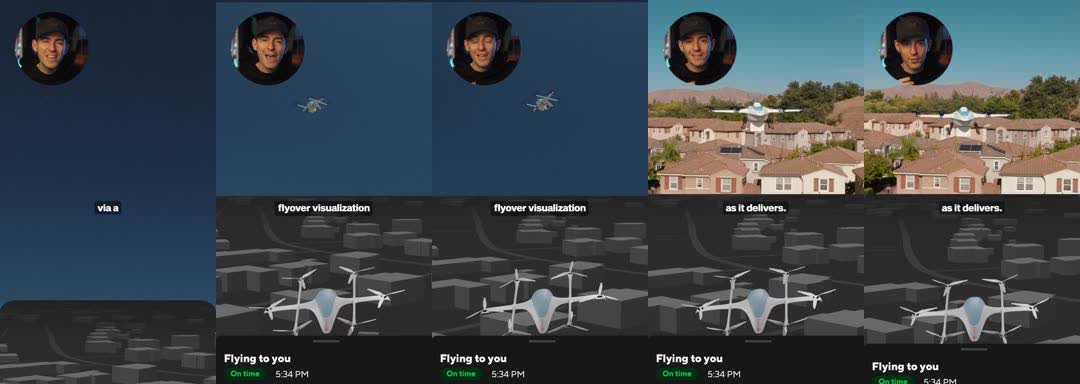 via a
flyover visualization
flyover visualization
as it delivers.
as it delivers.
Flying to you
On time 5:34 PM
Flying to you
On time 5:34 PM
Flying to you
On time 5:34 PM
Flying to you
On time 5:34 PM